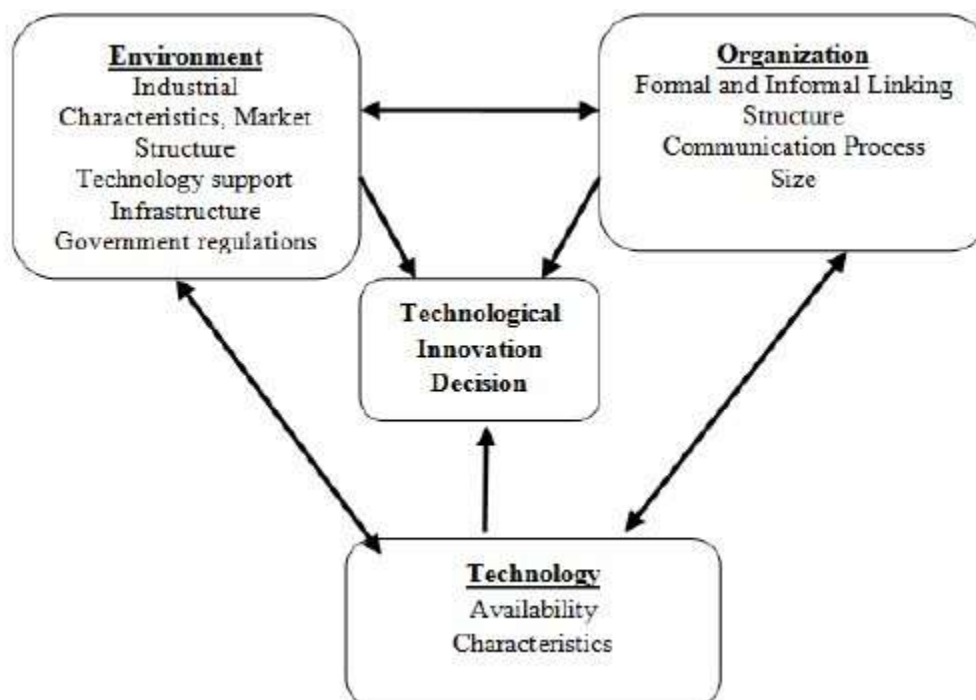 Environment
Industrial
Characteristics, Market
Structure
Technology support
Infrastructure
Government regulations
Organization
Formal and Informal Linking
Structure
Communication Process
Size
Technological
Innovation
Decision
Technology
Availability
Characteristics